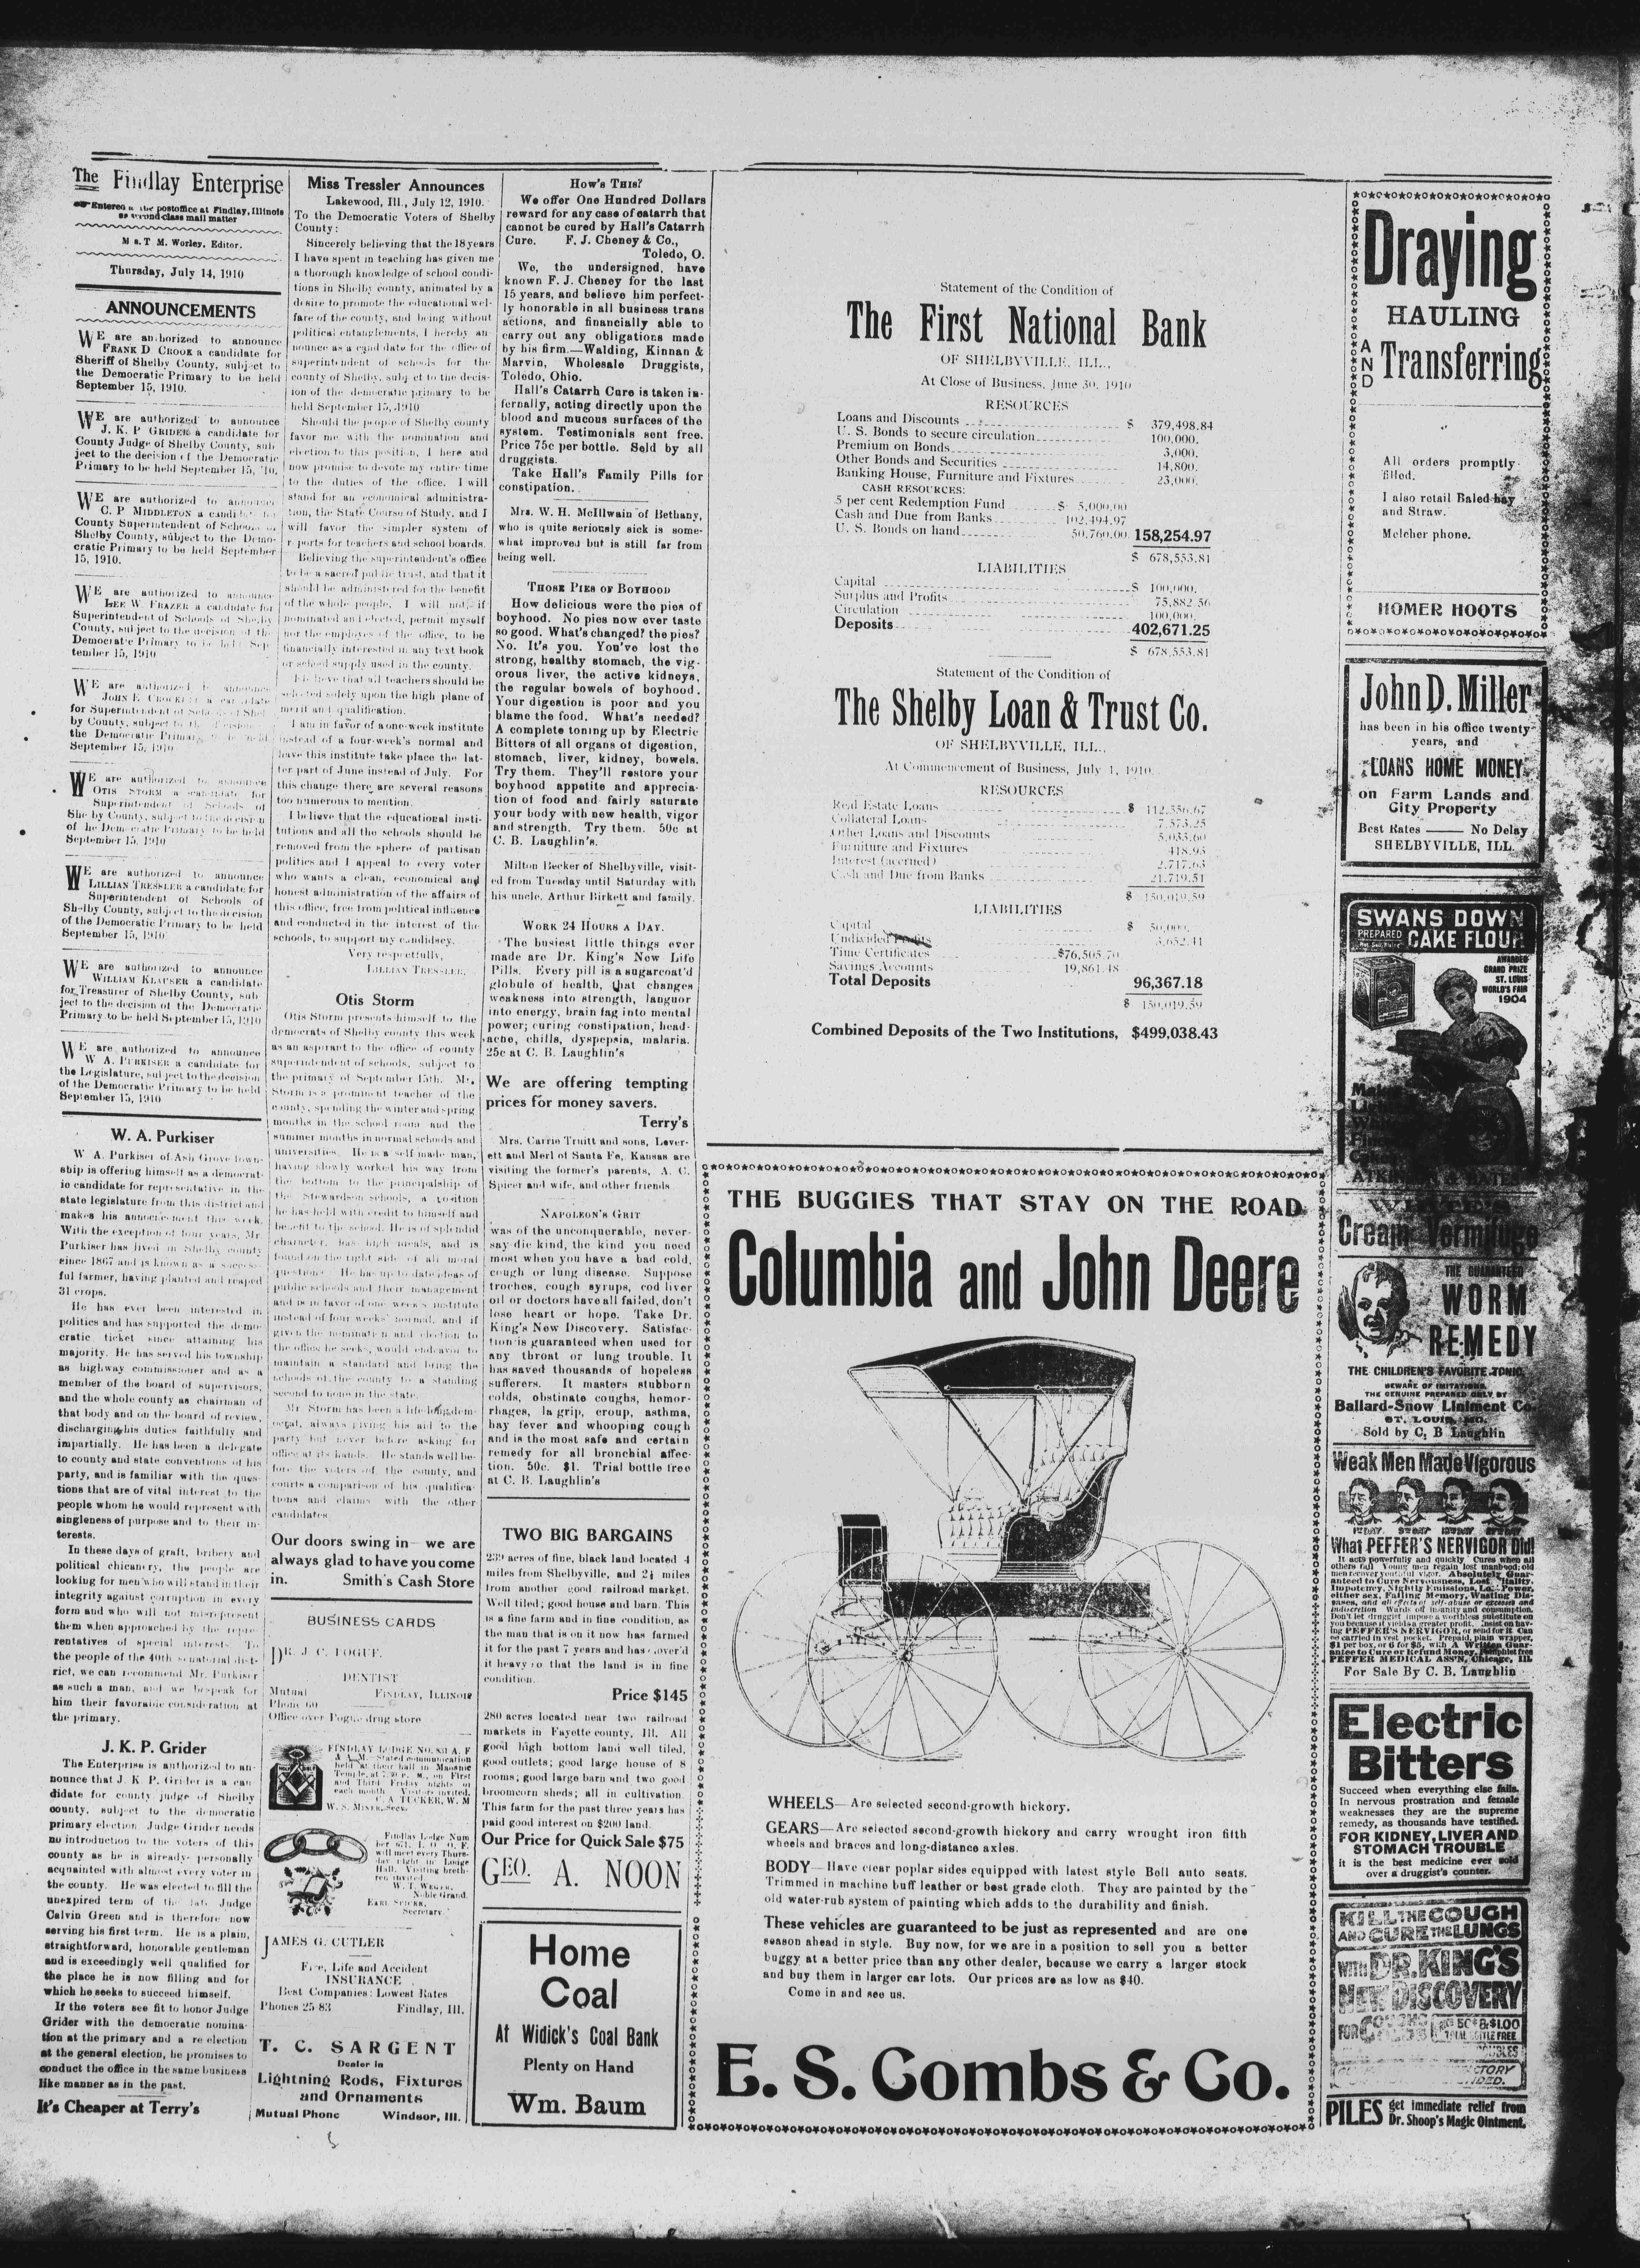 The Findlay Enterprise
Entered at the postoffice at Findlay, Illinois
as second-class mail matter
M. Worley, Editor.
Thursday, July 14, 1910
ANNOUNCEMENTS
WE are authorized to announce
FRANK D CROOK a candidate for
Sheriff of Shelby County, subject to
the Democratic Primary to be held
September 15, 1910.
WE are authorized to announce
J. K. P GRIDER a candidate for
County Judge of Shelby County, sub
ject to the decision of the Democratic
Primary to be held September 15, '10.
WE are authorized to announce
C. P MIDDLETON a candidate
County Superintendent of Schools
Shelby County, subject to the Demo-
cratic Primary to be held September
15, 1910.
WE are authorized to announce
LEE W. FRAZER a candidate for
Superintendent of Schools of Shelby
County, subject to the decision of the
Democratic Primary to be held Sep
tember 15, 1910
WE are authorized to announce
for Superintendent of
by County, subject to the
the Democratic Primary
September 15, 1910
WE are authorized to announce
OTIS STORM a candidate for
Superintendent of Schools of
Shelby County, subject to the decision
of the Democratic Primary to be held
September 15, 1910
WE are authorized to announce
LILLIAN TRESSLER a candidate for
Superintendent of Schools of
Shelby County, subject to the decision
of the Democratic Primary to be held
September 15, 1910
WE are authorized to announce
WILLIAM KLAUSER a candidate
for Treasurer of Shelby County, sub
ject to the decision of the Democratic
Primary to be held September 15, 1910
WE are authorized to announce
W A. PURKISER a candidate for
the Legislature, subject to the decision
of the Democratic Primary to be held
September 15, 1910
W. A. Purkiser
W A. Purkiser of Ash Grove town-
ship is offering himself as a democrat-
ic candidate for representative in the
state legislature from this district and
makes his announcement this week.
With the exception of four years, Mr
Purkiser has lived in Shelby county
since 1867 and is known as a success-
ful farmer, having planted and reaped
31 crops.
He has ever been interested in
politics and has supported the demo-
cratic ticket since attaining his
majority. He has served his township
as highway commissioner and as a
member of the board of supervisors,
and the whole county as chairman of
that body and on the board of review,
discharging his duties faithfully and
impartially. He has been a delegate
to county and state conventions of his
party, and is familiar with the ques-
tions that are of vital interest to the
people whom he would represent with
singleness of purpose and to their in-
terests.
In these days of graft, bribery and
political chicanery, the people are
looking for men who will stand in their
integrity against corruption in every
form and who will not misrepresent
them when approached by the repre-
rentatives of special interests. To
the people of the 40th senatorial dist-
rict, we can recommend Mr. Purkiser
as such a man, and we bespeak for
him their favorable consideration at
the primary.
J. K. P. Grider
The Enterprise is authorized to an-
nounce that J. K. P. Grider is a can
didate for county judge of Shelby
county, subject to the democratic
primary election Judge Grider needs
no introduction to the voters of this
county as he is already personally
acquainted with almost every voter in
the county. He was elected to fill the
unexpired term of the late Judge
Calvin Green and is therefore now
serving his first term. He is a plain,
straightforward, honorable gentleman
and is exceedingly well qualified for
the place he is now filling and for
which he seeks to succeed himself.
If the voters see fit to honor Judge
Grider with the democratic nomina-
tion at the primary and a re election
at the general election, he promises to
conduct the office in the same business
like manner as in the past.
It's Cheaper at Terry's
Miss Tressler Announces
Lakewood, Ill., July 12, 1910.
To the Democratic Voters of Shelby
County:
Sincerely believing that the 18 years
I have spent in teaching has given me
a thorough knowledge of school condi-
tions in Shelby county, animated by a
desire to promote the educational wel-
fare of the county, and being without
political entanglements, I hereby an
nounce as a candidate for the office of
superintendent of schools for the
county of Shelby, subject to the decis-
ion of the democratic primary to be
held September 15, 1910
Should the people of Shelby county
favor me with the nomination and
election to this position, I here and
now promise to devote my entire time
to the duties of the office. I will
stand for an economical administra-
tion, the State Course of Study, and I
will favor the simpler system of
reports for teachers and school boards.
Believing the superintendent's office
to be a sacred public trust, and that it
should be administered for the benefit
of the whole people, I will not, if
nominated and elected, permit myself
nor the employes of the office, to be
financially interested in any text book
or school supply used in the county.
I believe that all teachers should be
selected solely upon the high plane of
merit and qualification.
I am in favor of a one-week institute
instead of a four-week's normal and
have this institute take place the lat-
ter part of June instead of July. For
this change there are several reasons
too numerous to mention.
I believe that the educational insti-
tutions and all the schools should be
removed from the sphere of partisan
politics and I appeal to every voter
who wants a clean, economical and
honest administration of the affairs of
this office, free from political influence
and conducted in the interest of the
schools, to support my candidsey.
Very respectfully,
LILLIAN TRESSLER,
Otis Storm
Otis Storm presents himself to the
democrats of Shelby county this week
as an aspirant to the office of county
superintendent of schools, subject to
the primary of September 15th. Mr.
Storm is a prominent teacher of the
county, spending the winter and spring
months in the school room and the
summer months in normal schools and
universities. He is a self made man,
having slowly worked his way from
the bottom to the principalship of
the Stewardson schools, a position
he has held with credit to himself and
benefit to the school. He is of splendid
character, has high ideals, and is
found on the right side of all moral
questions. He has up to date ideas of
public schools and their management
and is in favor of one week's institute
instead of four weeks' normal, and if
given the nomination and election to
the office he seeks, would endeavor to
maintain a standard and bring the
schools of the county to a standing
second to none in the state.
Mr Storm has been a life-long dem-
ocrat, always giving his aid to the
party but never before asking for
office at its hands. He stands well be-
fore the voters of the county, and
courts a comparison of his qualifica-
tions and claims with the other
candidates
Our doors swing in— we are
always glad to have you come
in. Smith's Cash Store
BUSINESS CARDS
DR. J. C. POGUE,
DENTIST
Mutual Phone 60 FINDLAY, ILLINOIS
Office over Pogue drug store
FINDLAY LODGE NO. 831 A. F
A. A. M. Stated communication
held at their hall in Masonic
Temple, at 7.30 P. M., on First
and Third Friday nights of
each month. Visitors invited.
A TUCKER, W. M
W. S. MIZER, Secy.
Findlay Lodge Num
ber 631, I. O. O. F.
will meet every Thurs-
day night in Lodge
Hall. Visiting breth-
ren invited
Noble Grand.
Secretary
JAMES G. CUTLER
Fire, Life and Accident
INSURANCE
Best Companies: Lowest Rates
Phones 25 83 Findlay, Ill.
T. C. SARGENT
Dealer in
Lightning Rods, Fixtures
and Ornaments
Mutual Phone Windsor, Ill.
How's THIS?
We offer One Hundred Dollars
reward for any case of catarrh that
cannot be cured by Hall's Catarrh
Cure. F. J. Cheney & Co.,
Toledo, O.
We, the undersigned, have
known F. J. Cheney for the last
15 years, and believe him perfect-
ly honorable in all business trans
actions, and financially able to
carry out any obligations made
by his firm.—Walding, Kinnan &
Marvin, Wholesale Druggists,
Toledo, Ohio.
Hall's Catarrh Cure is taken in-
fernally, acting directly upon the
blood and mucous surfaces of the
system. Testimonials sent free.
Price 75c per bottle. Sold by all
druggists.
Take Hall's Family Pills for
constipation.
Mrs. W. H. McIllwain of Bethany,
who is quite seriously sick is some-
what improved but is still far from
being well.
THOSE PIES OF BOYHOOD
How delicious were the pies of
boyhood. No pies now ever taste
so good. What's changed? the pies?
No. It's you. You've lost the
strong, healthy stomach, the vig-
orous liver, the active kidneys,
the regular bowels of boyhood.
Your digestion is poor and you
blame the food. What's needed?
A complete toning up by Electric
Bitters of all organs of digestion,
stomach, liver, kidney, bowels.
Try them. They'll restore your
boyhood appetite and apprecia-
tion of food and fairly saturate
your body with new health, vigor
and strength. Try them. 50c at
C. B. Laughlin's.
Milton Becker of Shelbyville, visit-
ed from Tuesday until Saturday with
his uncle, Arthur Birkett and family.
WORK 24 HOURS A DAY.
The busiest little things ever
made are Dr. King's New Life
Pills. Every pill is a sugarcoat'd
globule of health, that changes
weakness into strength, languor
into energy, brain fag into mental
power; curing constipation, head-
ache, chills, dyspepsia, malaria.
25c at C. B. Laughlin's
We are offering tempting
prices for money savers.
Terry's
Mrs. Carrie Truitt and sons, Lever-
ett and Merl of Santa Fe, Kansas are
visiting the former's parents, A. C.
Spicer and wife, and other friends
NAPOLEON'S GRIT
was of the unconquerable, never-
say-die kind, the kind you need
most when you have a bad cold,
cough or lung disease. Suppose
troches, cough syrups, cod liver
oil or doctors have all failed, don't
lose heart or hope. Take Dr.
King's New Discovery. Satisfac-
tion is guaranteed when used for
any throat or lung trouble. It
has saved thousands of hopeless
sufferers. It masters stubborn
colds, obstinate coughs, hemor-
rhages, la grip, croup, asthma,
hay fever and whooping cough
and is the most safe and certain
remedy for all bronchial affec-
tion. 50c. $1. Trial bottle free
at C. B. Laughlin's
TWO BIG BARGAINS
239 acres of fine, black land located 4
miles from Shelbyville, and 2½ miles
from another good railroad market.
Well tiled; good house and barn. This
is a fine farm and in fine condition, as
the man that is on it now has farmed
it for the past 7 years and has clover'd
it heavy so that the land is in fine
condition.
Price $145
280 acres located near two railroad
markets in Fayette county, Ill. All
good high bottom land well tiled,
good outlets; good large house of 8
rooms; good large barn and two good
broomcorn sheds; all in cultivation.
This farm for the past three years has
paid good interest on $200 land.
Our Price for Quick Sale $75
GEO. A. NOON
Home
Coal
At Widick's Coal Bank
Plenty on Hand
Wm. Baum
Statement of the Condition of
The First National Bank
OF SHELBYVILLE, ILL.,
At Close of Business, June 30, 1910
RESOURCES
Loans and Discounts $ 379,498.84
U. S. Bonds to secure circulation 100,000.
Premium on Bonds 3,000.
Other Bonds and Securities 14,800.
Banking House, Furniture and Fixtures 23,000.
CASH RESOURCES:
5 per cent Redemption Fund $ 5,000.00
Cash and Due from Banks 102,494.97
U. S. Bonds on hand 50,760.00 158,254.97
$ 678,553.81
LIABILITIES
Capital $ 100,000.
Surplus and Profits 75,882.56
Circulation 100,000.
Deposits 402,671.25
$ 678,553.81
Statement of the Condition of
The Shelby Loan & Trust Co.
OF SHELBYVILLE, ILL.,
At Commencement of Business, July 1, 1910
RESOURCES
Real Estate Loans $ 112,556.67
Collateral Loans 7,573.25
Other Loans and Discounts 5,033.60
Furniture and Fixtures 418.93
Interest (accrued) 2,717.63
Cash and Due from Banks 21,719.51
$ 150,019.59
LIABILITIES
Capital $ 50,000.
Undivided Profits 3,652.41
Time Certificates $76,505.70
Savings Accounts 19,861.48
Total Deposits 96,367.18
$ 150,019.59
Combined Deposits of the Two Institutions, $499,038.43
THE BUGGIES THAT STAY ON THE ROAD
Columbia and John Deere
WHEELS—Are selected second-growth hickory.
GEARS—Are selected second-growth hickory and carry wrought iron fifth
wheels and braces and long-distance axles.
BODY—Have clear poplar sides equipped with latest style Bell auto seats.
Trimmed in machine buff leather or best grade cloth. They are painted by the
old water-rub system of painting which adds to the durability and finish.
These vehicles are guaranteed to be just as represented and are one
season ahead in style. Buy now, for we are in a position to sell you a better
buggy at a better price than any other dealer, because we carry a larger stock
and buy them in larger car lots. Our prices are as low as $40.
Come in and see us.
E. S. Combs & Co.
Draying
HAULING
AND Transferring
All orders promptly
filled.
I also retail Baled hay
and Straw.
Melcher phone.
HOMER HOOTS
John D. Miller
has been in his office twenty
years, and
LOANS HOME MONEY
on Farm Lands and
City Property
Best Rates —— No Delay
SHELBYVILLE, ILL.
SWANS DOWN
PREPARED CAKE FLOUR
AWARDED
GRAND PRIZE
ST. LOUIS
WORLD'S FAIR
1904
WHITE'S
Cream Vermifuge
THE GUARANTEED
WORM
REMEDY
THE CHILDREN'S FAVORITE TONIC.
BEWARE OF IMITATIONS.
THE GENUINE PREPARED ONLY BY
Ballard-Snow Liniment Co.
ST. LOUIS, MO.
Sold by C. B Laughlin
Weak Men Made Vigorous
What PEFFER'S NERVIGOR Did!
It acts powerfully and quickly. Cures when all
others fail. Young men regain lost manhood; old
men recover youthful vigor. Absolutely Guar-
anteed to Cure Nervousness, Lost Vitality,
Impotency, Nightly Emissions, Lost Power,
either sex, Failing Memory, Wasting Dis-
eases, and all effects of self-abuse or excesses and
indiscretion. Wards off insanity and consumption.
Don't let druggist impose a worthless substitute on
you because it yields a greater profit. Insist on hav-
ing PEFFER'S NERVIGOR, or send for it. Can
be carried in vest pocket. Prepaid, plain wrapper,
$1 per box, or 6 for $5, with A Written Guar-
antee to Cure or Refund Money. Pamphlet free
PEFFER MEDICAL ASS'N, Chicago, Ill.
For Sale By C. B. Laughlin
Electric
Bitters
Succeed when everything else fails.
In nervous prostration and female
weaknesses they are the supreme
remedy, as thousands have testified.
FOR KIDNEY, LIVER AND
STOMACH TROUBLE
it is the best medicine ever sold
over a druggist's counter.
KILL THE COUGH
AND CURE THE LUNGS
WITH DR. KING'S
NEW DISCOVERY
FOR COUGHS
50¢ & $1.00
TRIAL BOTTLE FREE
PILES get immediate relief from
Dr. Shoop's Magic Ointment.